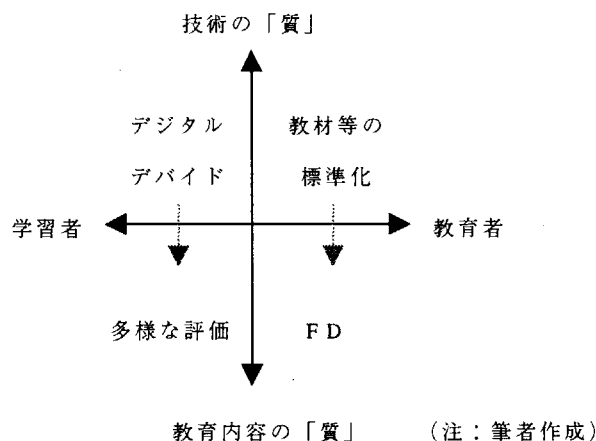 技術の「質」
デジタル
デバイド
教材等の
標準化
学習者
教育者
多様な評価
FD
教育内容の「質」
（注：筆者作成）